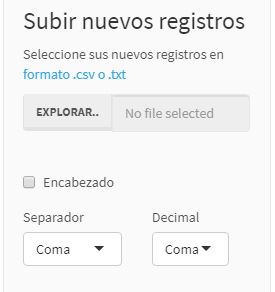 Subir nuevos registros
Seleccione sus nuevos registros en
formato .csv o .txt
EXPLORAR.. No file selected
Encabezado
Separador Decimal
Coma Coma